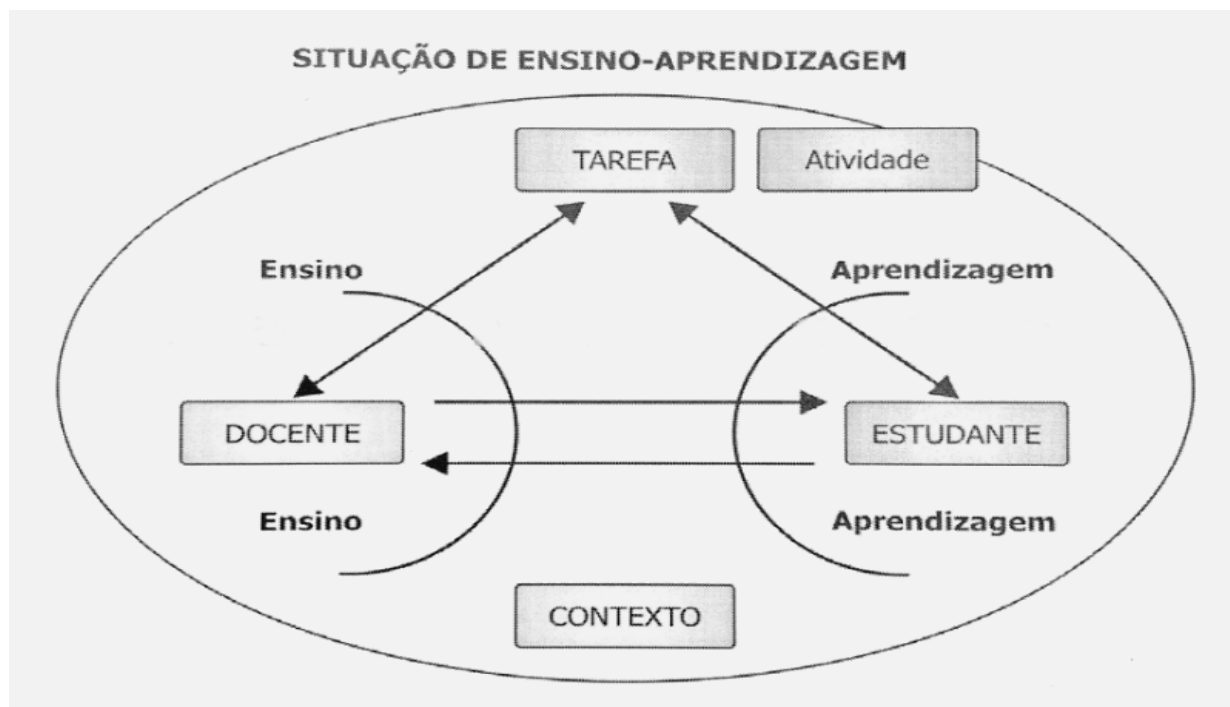 SITUAÇÃO DE ENSINO-APRENDIZAGEM
TAREFA
Atividade
Ensino
Aprendizagem
DOCENTE
ESTUDANTE
Ensino
Aprendizagem
CONTEXTO